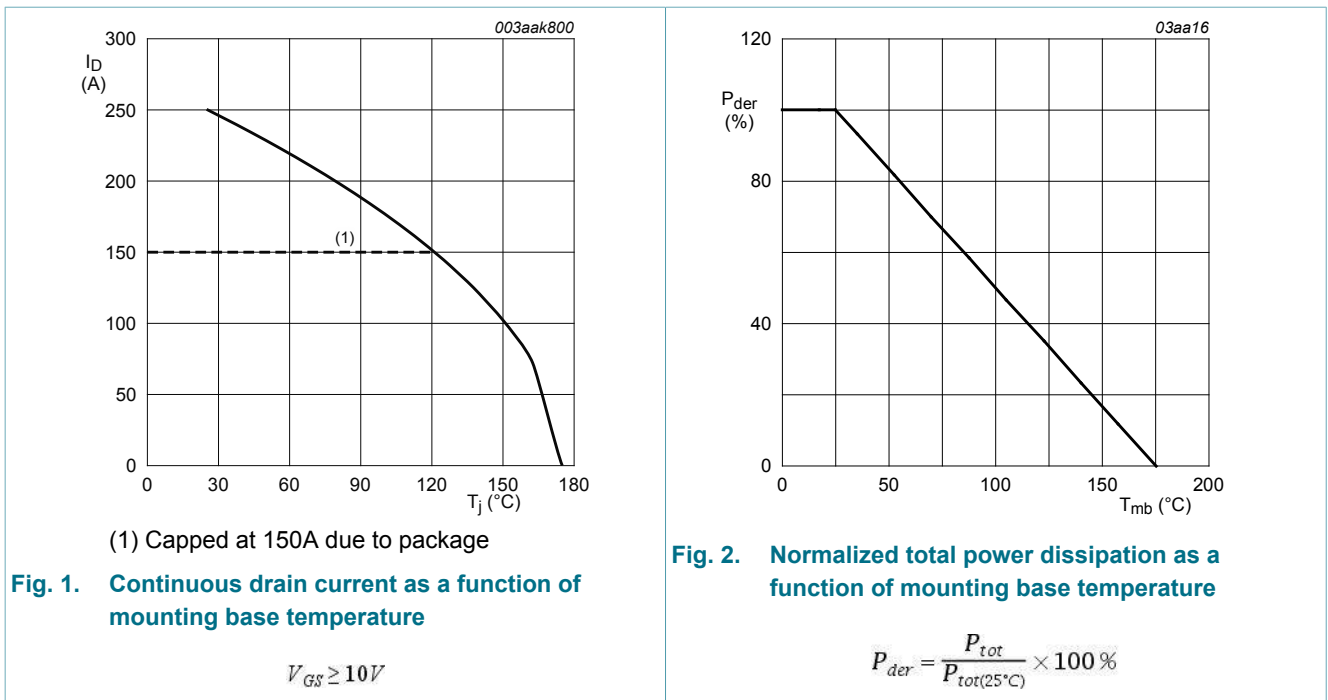 003aak800
300
I_D
(A)
250
200
150
100
50
0
(1)
0 30 60 90 120 150 180
T_j (°C)
(1) Capped at 150A due to package
Fig. 1. Continuous drain current as a function of
mounting base temperature
V_GS ≥ 10V
03aa16
120
P_der
(%)
80
40
0
0 50 100 150 200
T_mb (°C)
Fig. 2. Normalized total power dissipation as a
function of mounting base temperature
P_der = P_tot / P_tot(25°C) × 100 %